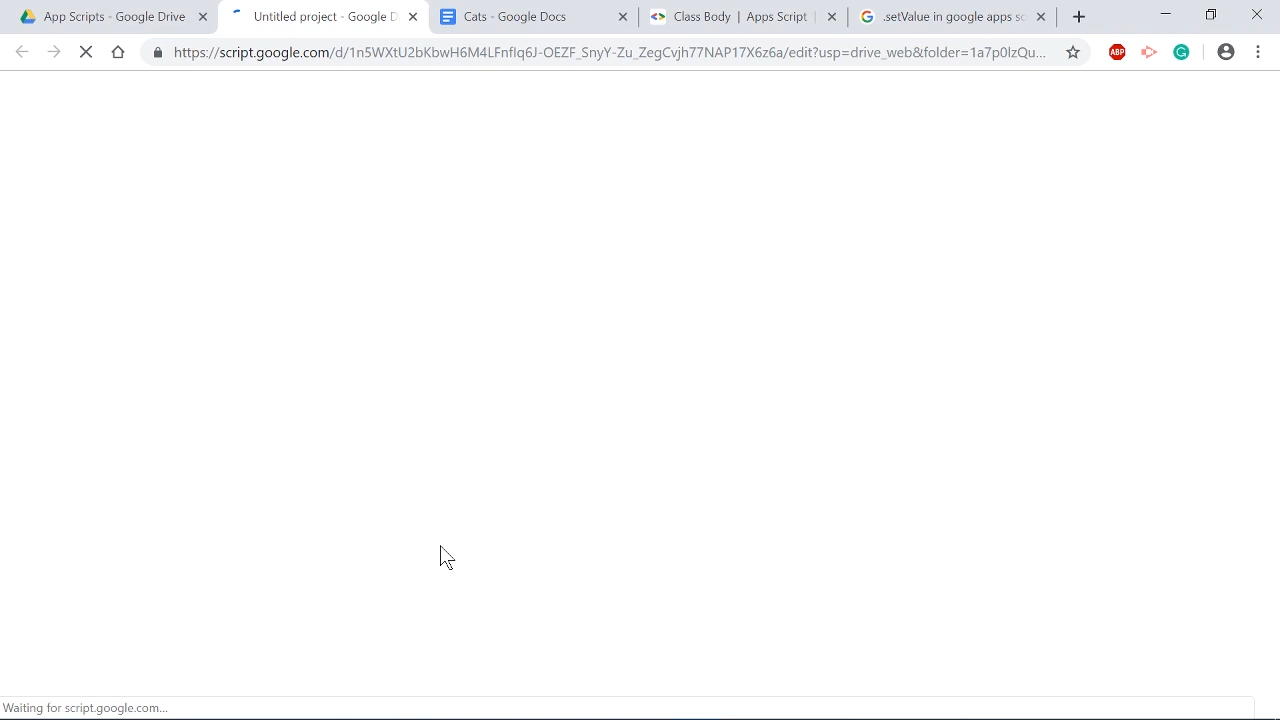 App Scripts - Google Drive
Untitled project - Google D
Cats - Google Docs
Class Body | Apps Script |
.setValue in google apps sc
https://script.google.com/d/1n5WXtU2bKbwH6M4LFnflq6J-OEZF_SnyY-Zu_ZegCvjh77NAP17X6z6a/edit?usp=drive_web&folder=1a7p0lzQu...
ABP
Waiting for script.google.com...